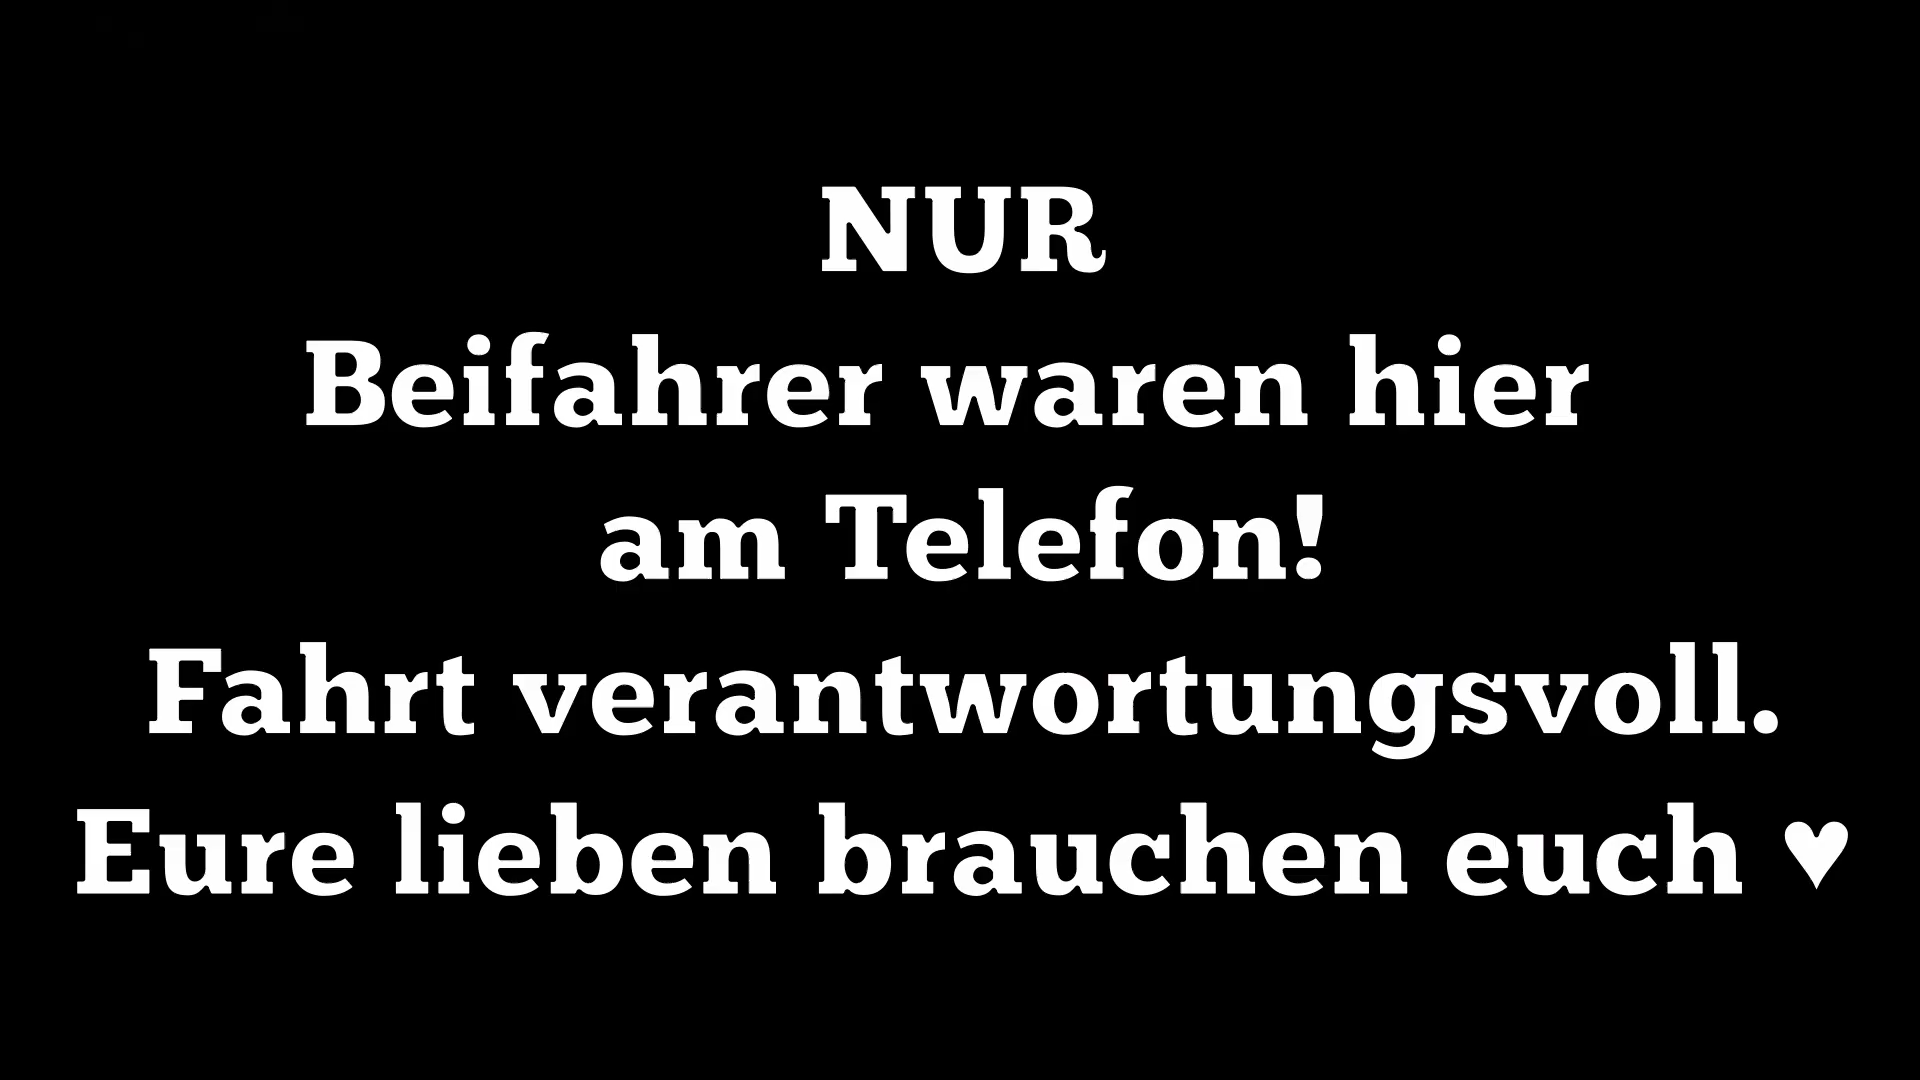 NUR
Beifahrer waren hier
am Telefon!
Fahrt verantwortungsvoll.
Eure lieben brauchen euch ♥